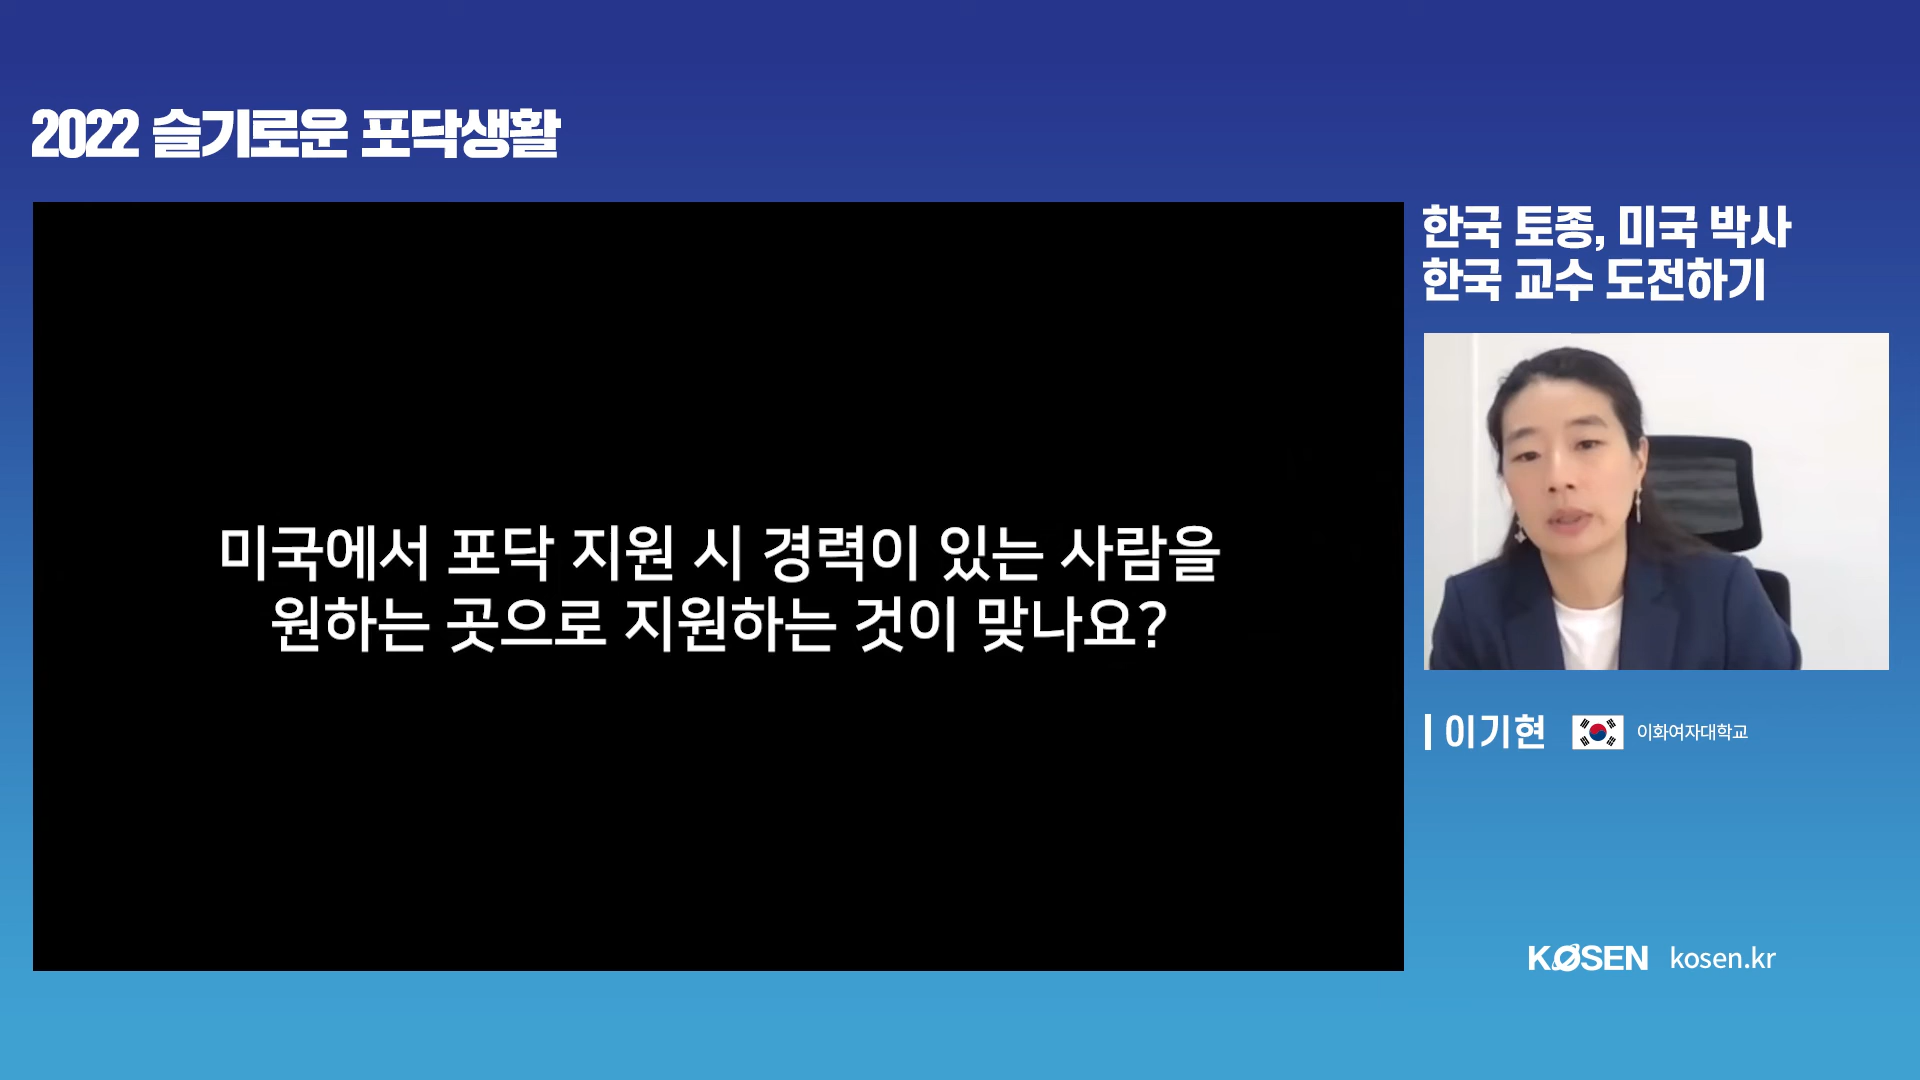 2022 슬기로운 포닥생활
미국에서 포닥 지원 시 경력이 있는 사람을
원하는 곳으로 지원하는 것이 맞나요?
한국 토종, 미국 박사
한국 교수 도전하기
이기현 이화여자대학교
KOSEN kosen.kr